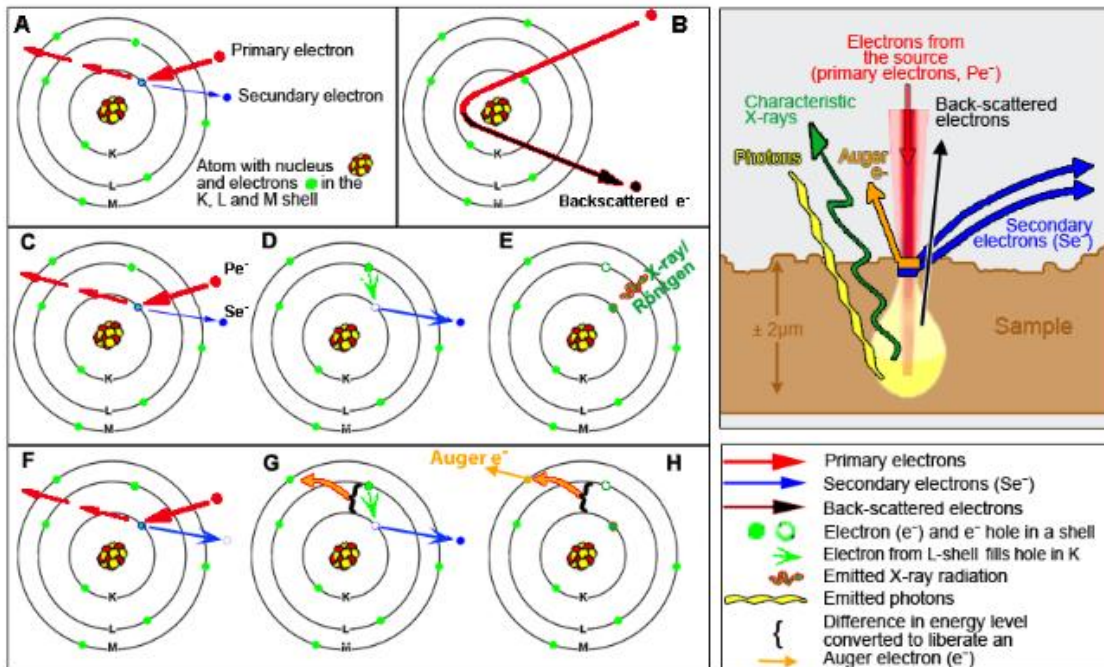 A
Primary electron
Secundary electron
K
L
M
Atom with nucleus
and electrons in the
K, L and M shell
B
K
L
M
Backscattered e-
Electrons from
the source
(primary electrons, Pe-)
Characteristic
X-rays
Back-scattered
electrons
Photons
Auger
e-
Secondary
electrons (Se-)
± 2µm
Sample
C
Pe-
Se-
K
L
M
D
K
L
M
E
X-ray/
Röntgen
K
L
M
F
K
L
M
G
K
L
M
Auger e-
H
K
L
M
Primary electrons
Secondary electrons (Se-)
Back-scattered electrons
Electron (e-) and e- hole in a shell
Electron from L-shell fills hole in K
Emitted X-ray radiation
Emitted photons
Difference in energy level
converted to liberate an
Auger electron (e-)